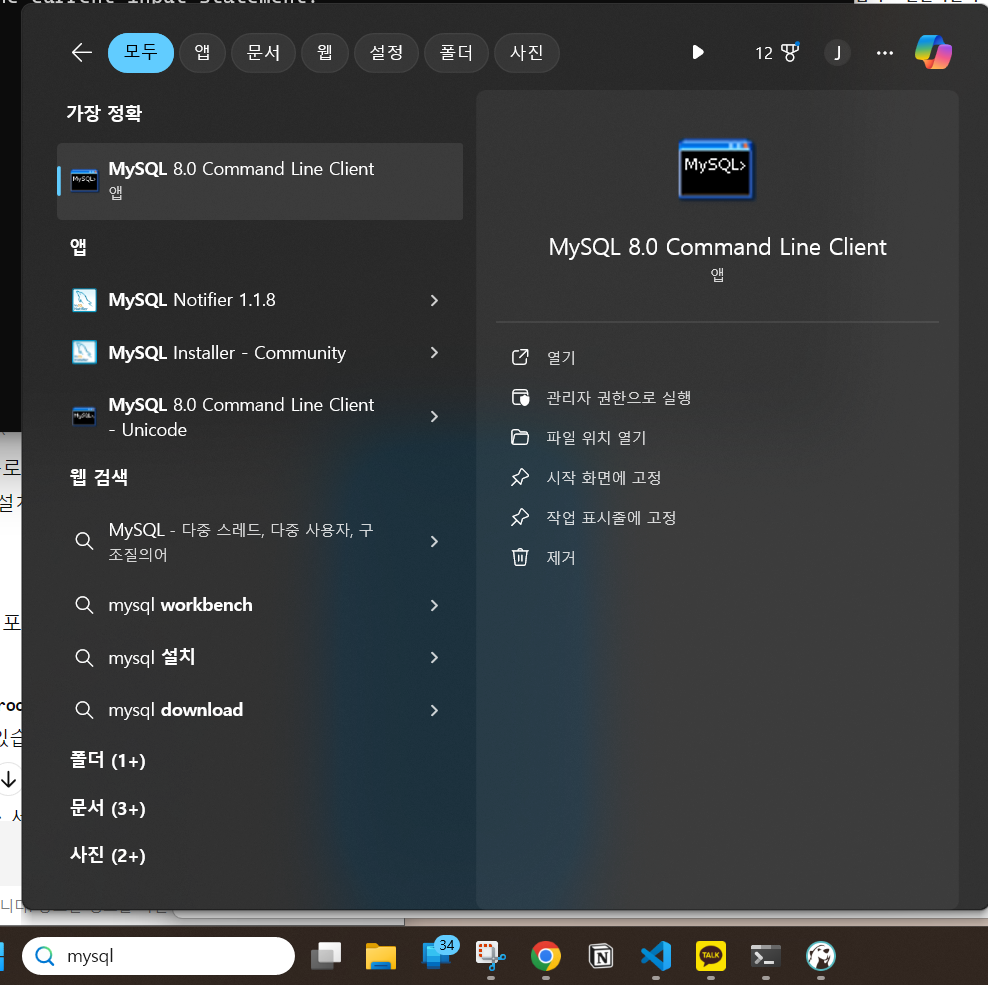 모두 앱 문서 웹 설정 폴더 사진 12 J
가장 정확
MySQL 8.0 Command Line Client
앱
앱
MySQL Notifier 1.1.8
MySQL Installer - Community
MySQL 8.0 Command Line Client
- Unicode
웹 검색
MySQL - 다중 스레드, 다중 사용자, 구
조질의어
mysql workbench
mysql 설치
mysql download
폴더 (1+)
문서 (3+)
사진 (2+)
MySQL>
MySQL 8.0 Command Line Client
앱
열기
관리자 권한으로 실행
파일 위치 열기
시작 화면에 고정
작업 표시줄에 고정
제거
mysql
34
TALK